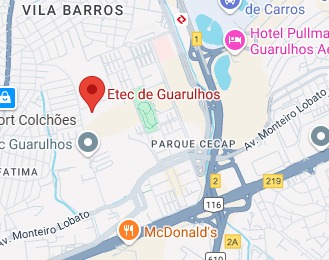 VILA BARROS
de Carros
1
Hotel Pullma
Guarulhos Ae
Etec de Guarulhos
ort Colchões
c Guarulhos
PARQUE CECAP
Av. Monteiro Lobato
FATIMA
2
219
Av. Monteiro Lobato
116
McDonald's
2A
610